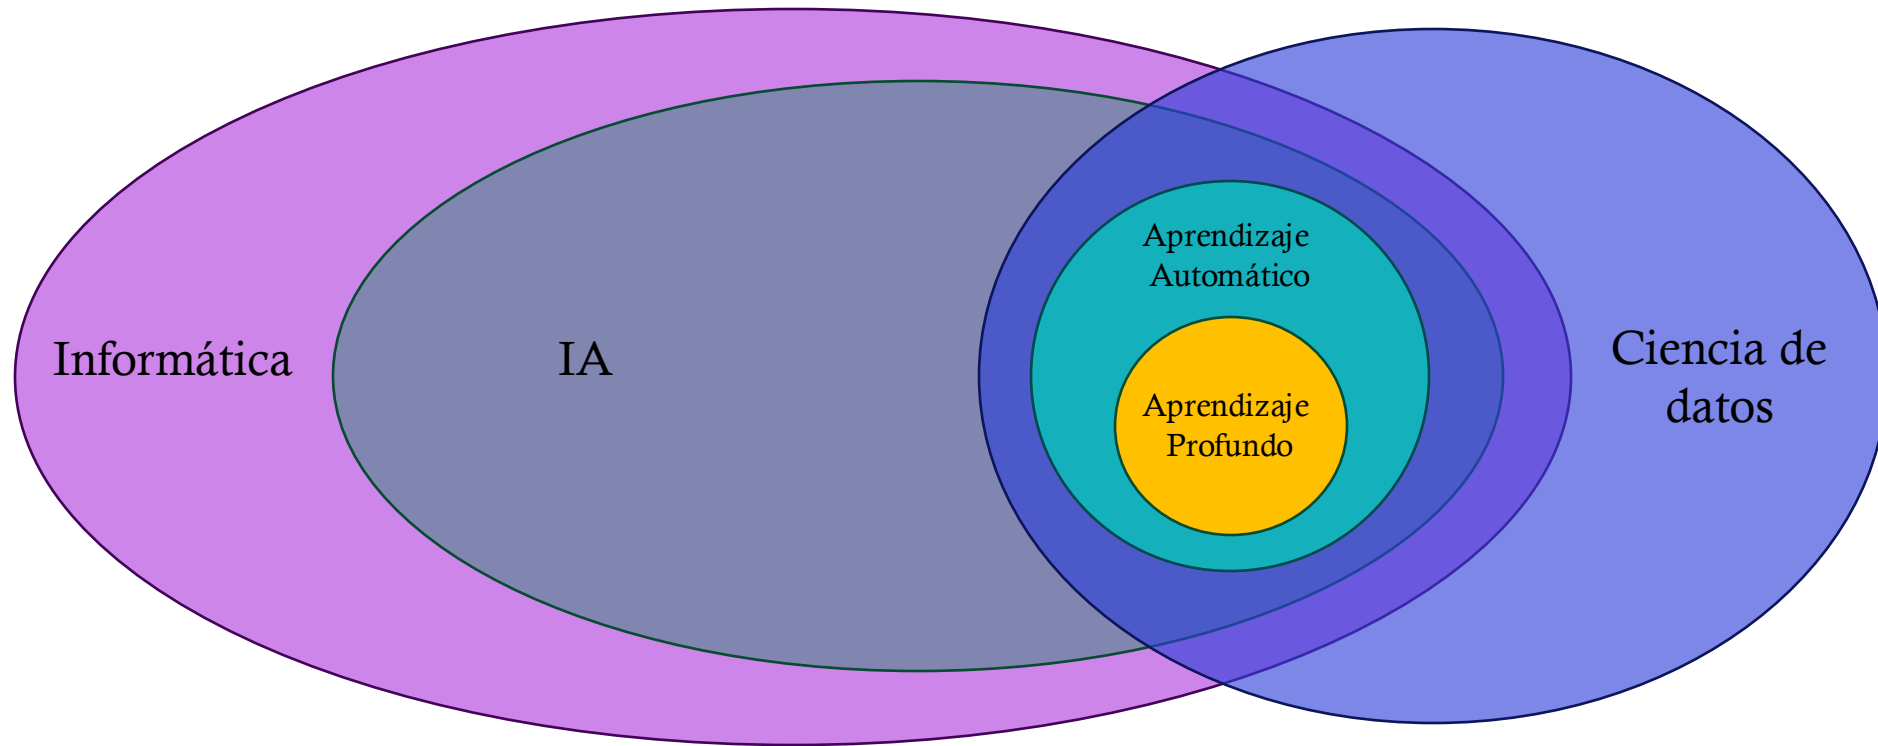 Informática
IA
Aprendizaje
Automático
Aprendizaje
Profundo
Ciencia de
datos